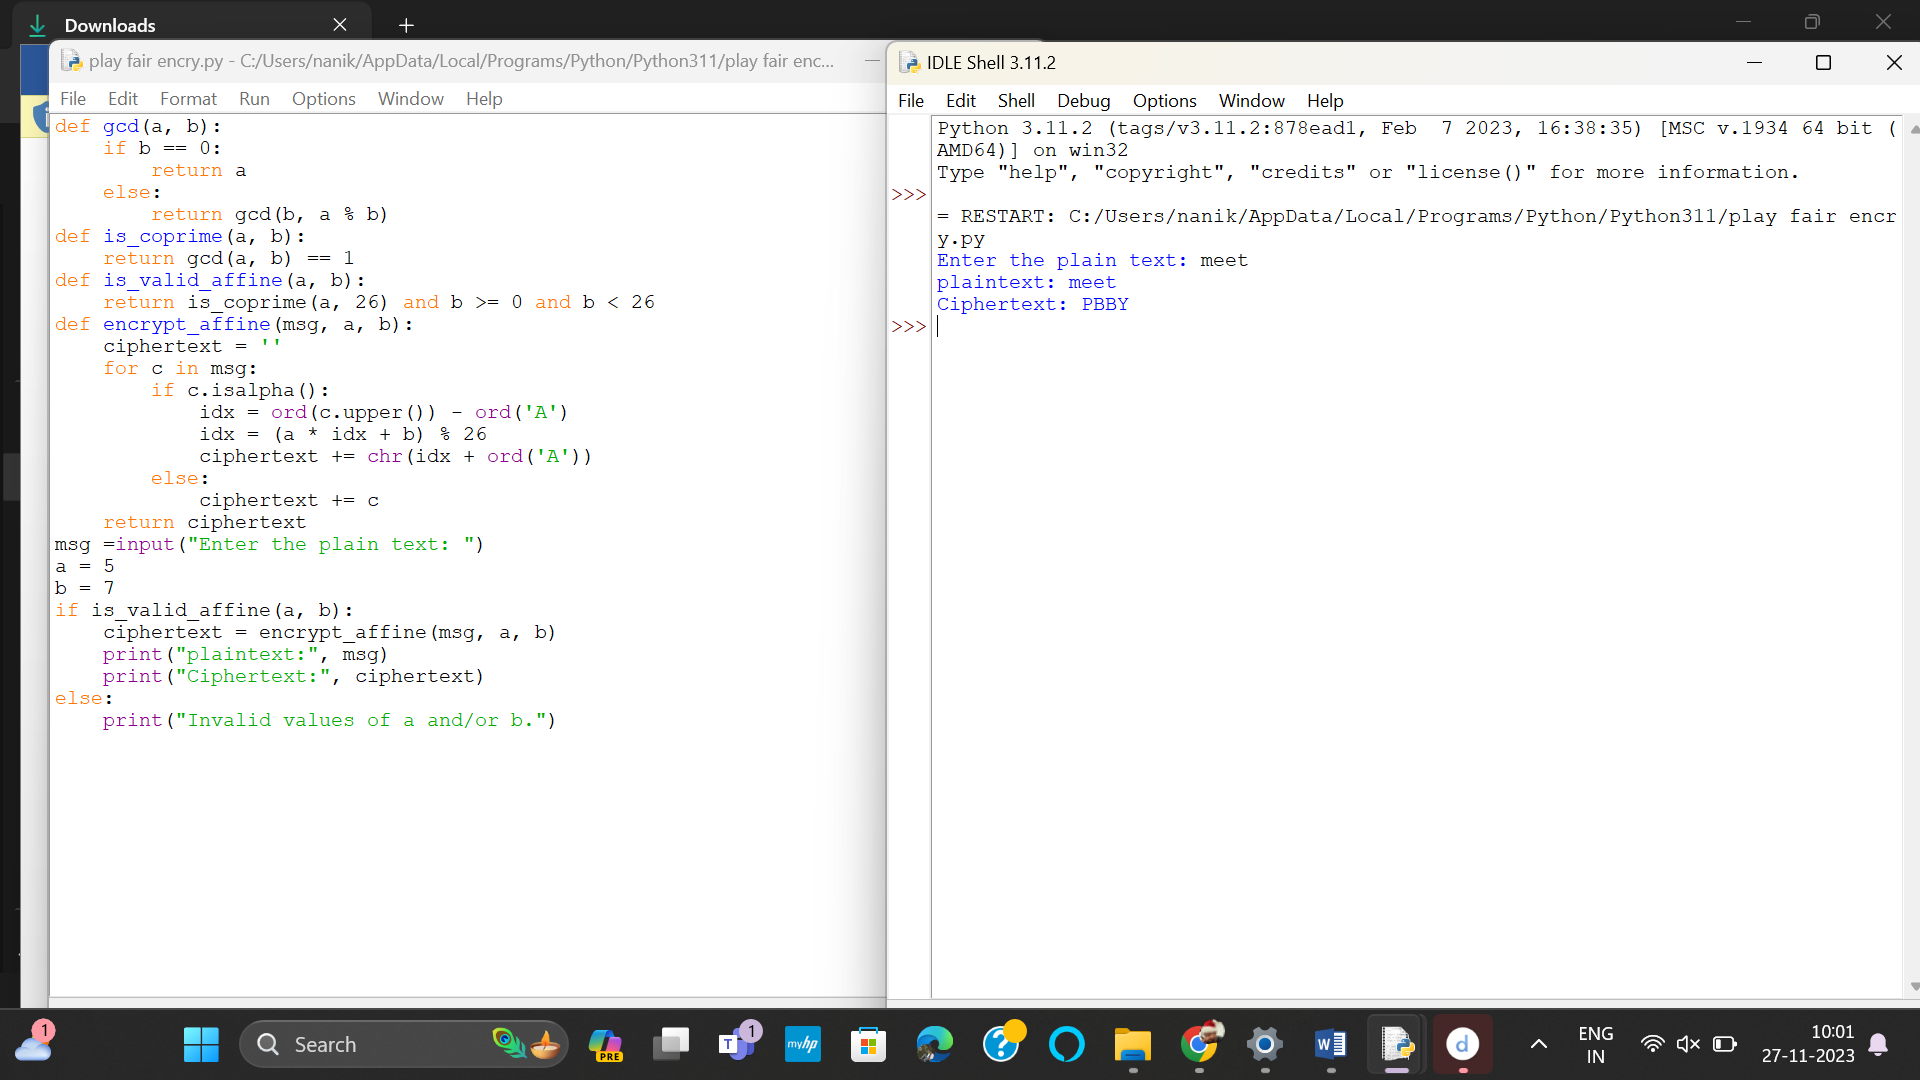 Downloads
play fair encry.py - C:/Users/nanik/AppData/Local/Programs/Python/Python311/play fair enc...
File Edit Format Run Options Window Help
def gcd(a, b):
    if b == 0:
        return a
    else:
        return gcd(b, a % b)
def is_coprime(a, b):
    return gcd(a, b) == 1
def is_valid_affine(a, b):
    return is_coprime(a, 26) and b >= 0 and b < 26
def encrypt_affine(msg, a, b):
    ciphertext = ''
    for c in msg:
        if c.isalpha():
            idx = ord(c.upper()) - ord('A')
            idx = (a * idx + b) % 26
            ciphertext += chr(idx + ord('A'))
        else:
            ciphertext += c
    return ciphertext
msg =input("Enter the plain text: ")
a = 5
b = 7
if is_valid_affine(a, b):
    ciphertext = encrypt_affine(msg, a, b)
    print("plaintext:", msg)
    print("Ciphertext:", ciphertext)
else:
    print("Invalid values of a and/or b.")
IDLE Shell 3.11.2
File Edit Shell Debug Options Window Help
Python 3.11.2 (tags/v3.11.2:878ead1, Feb  7 2023, 16:38:35) [MSC v.1934 64 bit (
AMD64)] on win32
Type "help", "copyright", "credits" or "license()" for more information.
>>>
= RESTART: C:/Users/nanik/AppData/Local/Programs/Python/Python311/play fair encr
y.py
Enter the plain text: meet
plaintext: meet
Ciphertext: PBBY
>>>
1
Search
PRE
T
1
myhp
W
d
ENG
IN
10:01
27-11-2023